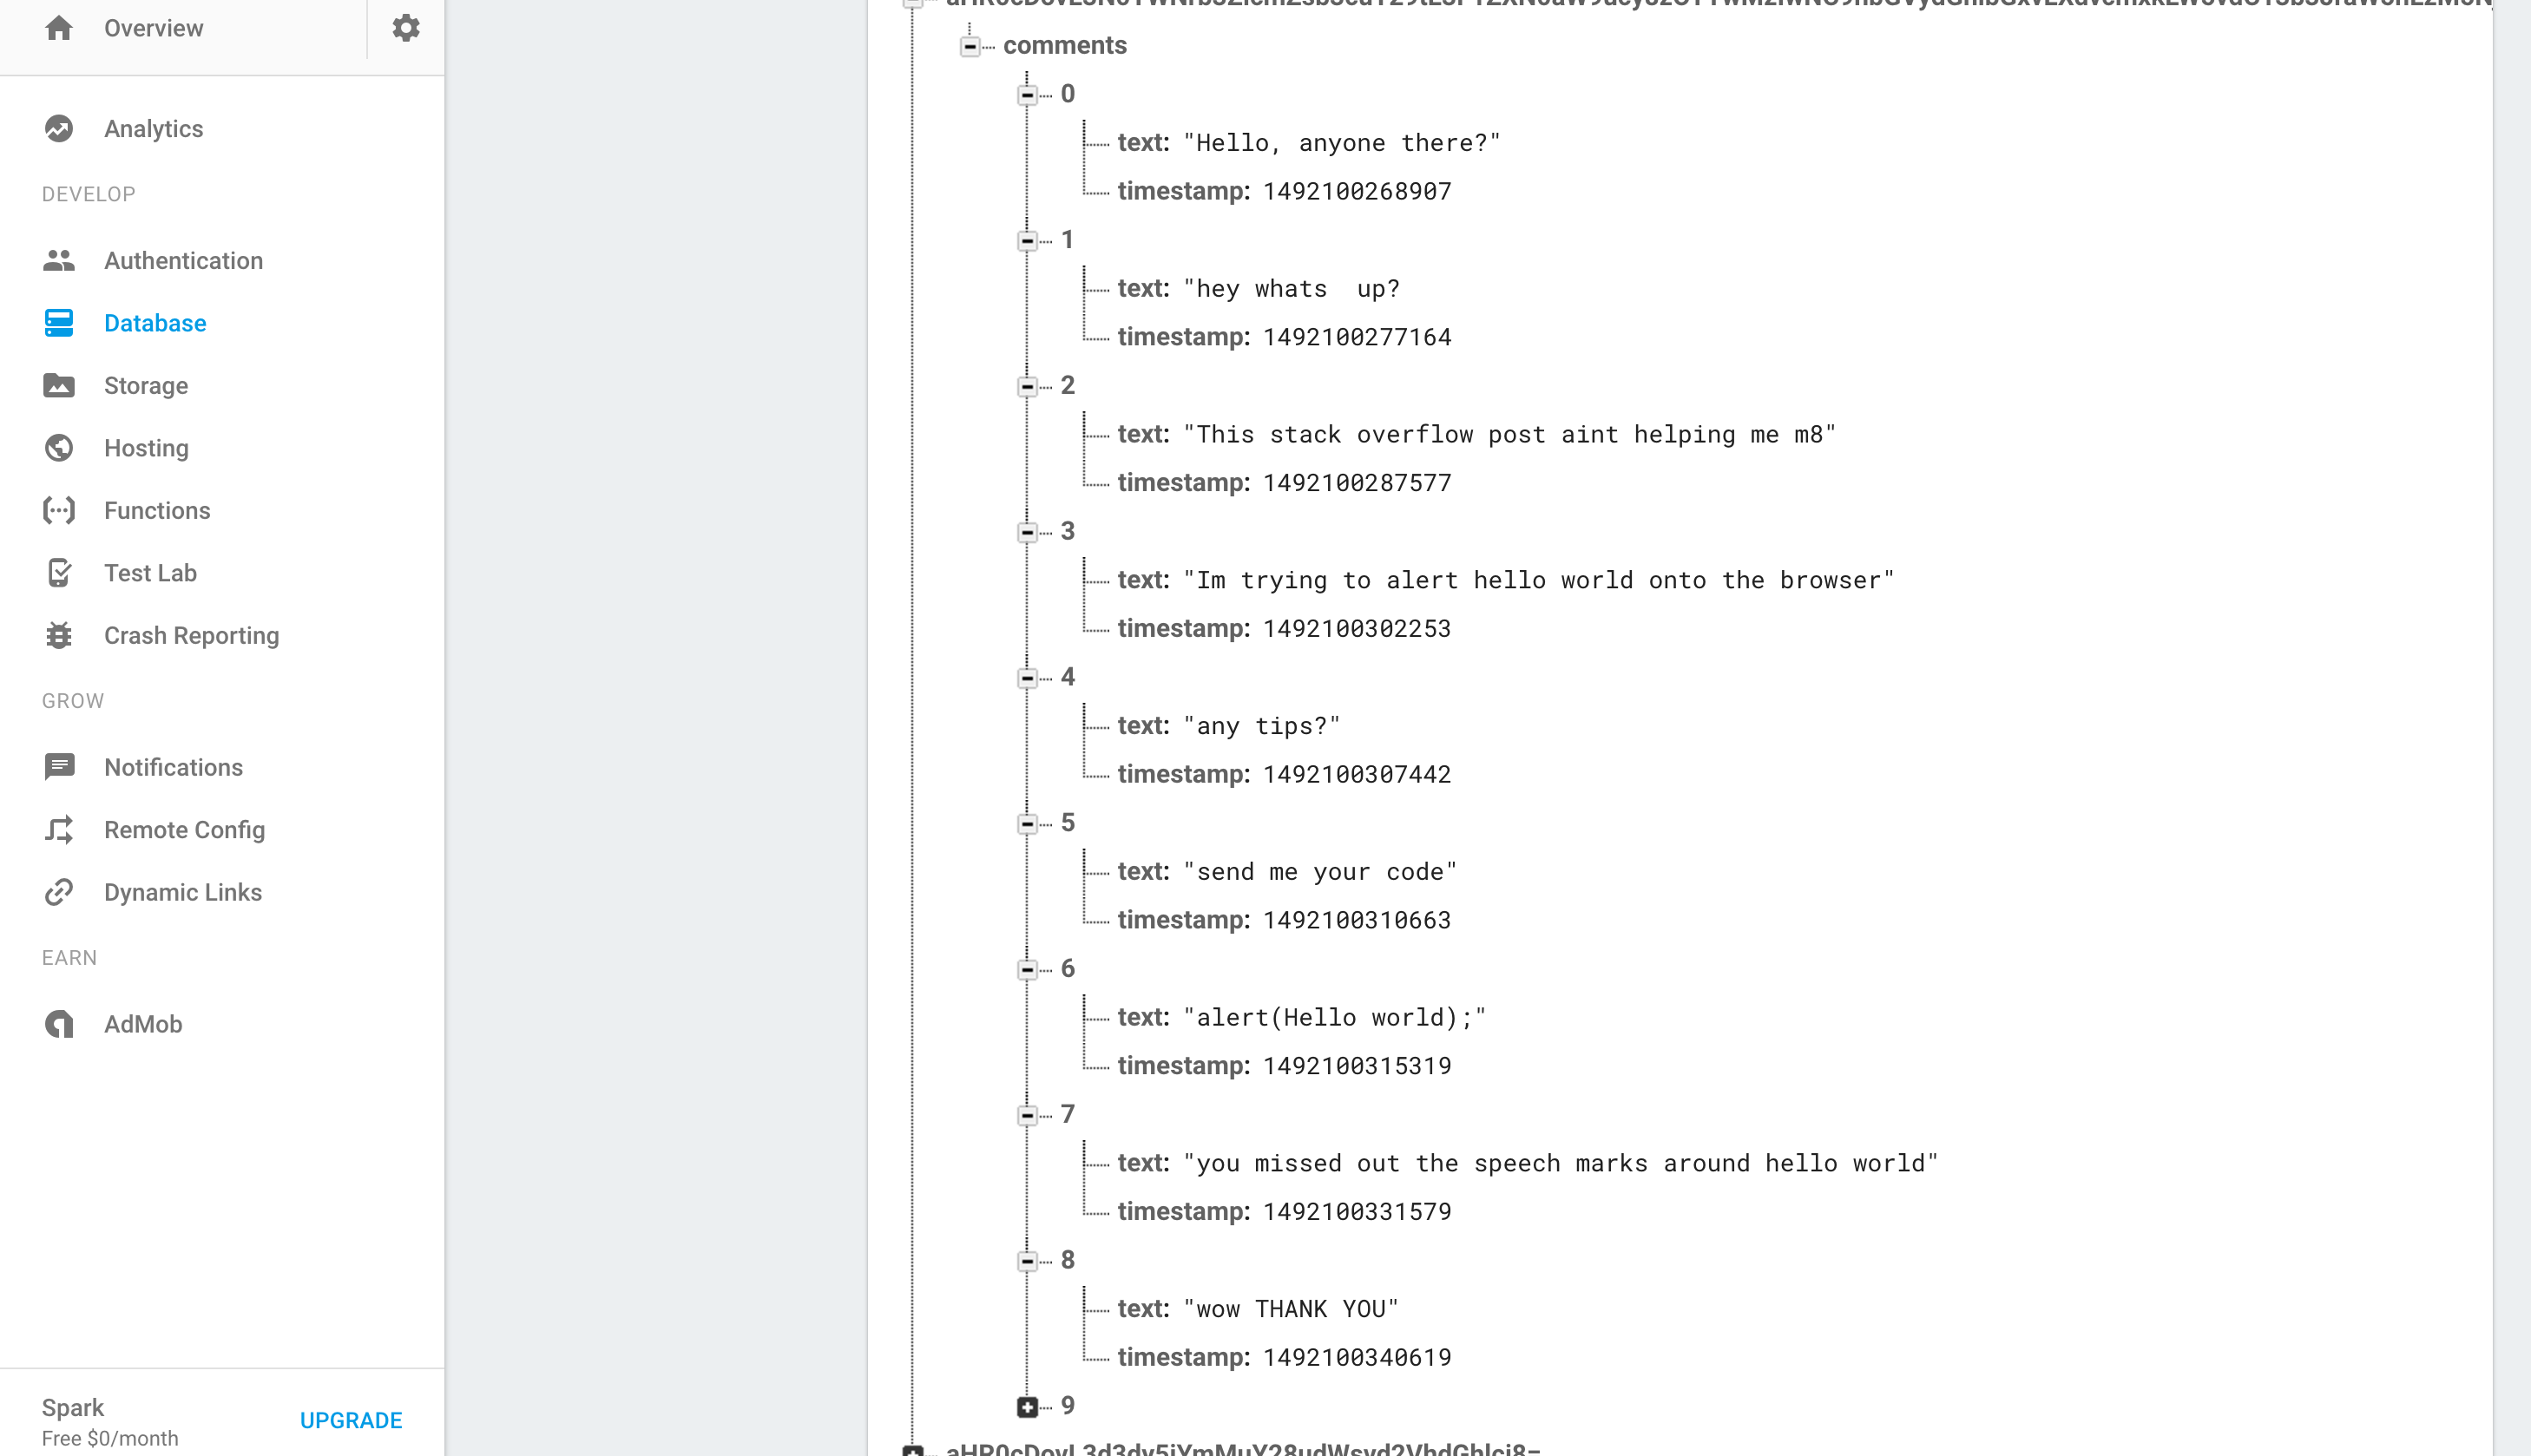 Overview
Analytics
DEVELOP
Authentication
Database
Storage
Hosting
Functions
Test Lab
Crash Reporting
GROW
Notifications
Remote Config
Dynamic Links
EARN
AdMob
Spark
Free $0/month
UPGRADE
comments
0
text: "Hello, anyone there?"
timestamp: 1492100268907
1
text: "hey whats  up?
timestamp: 1492100277164
2
text: "This stack overflow post aint helping me m8"
timestamp: 1492100287577
3
text: "Im trying to alert hello world onto the browser"
timestamp: 1492100302253
4
text: "any tips?"
timestamp: 1492100307442
5
text: "send me your code"
timestamp: 1492100310663
6
text: "alert(Hello world);"
timestamp: 1492100315319
7
text: "you missed out the speech marks around hello world"
timestamp: 1492100331579
8
text: "wow THANK YOU"
timestamp: 1492100340619
9